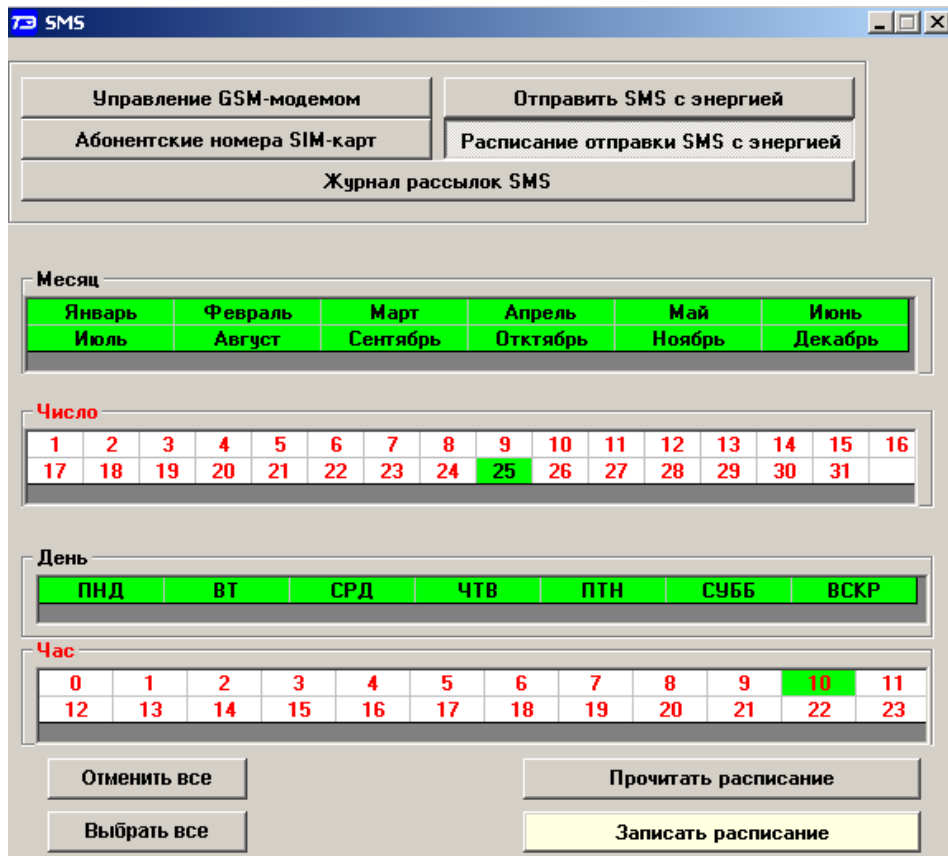 ТЭ SMS
Управление GSM-модемом Отправить SMS с энергией
Абонентские номера SIM-карт Расписание отправки SMS с энергией
Журнал рассылок SMS
Месяц
Январь Февраль Март Апрель Май Июнь
Июль Август Сентябрь Отктябрь Ноябрь Декабрь
Число
1 2 3 4 5 6 7 8 9 10 11 12 13 14 15 16
17 18 19 20 21 22 23 24 25 26 27 28 29 30 31
День
ПНД ВТ СРД ЧТВ ПТН СУББ ВСКР
Час
0 1 2 3 4 5 6 7 8 9 10 11
12 13 14 15 16 17 18 19 20 21 22 23
Отменить все Прочитать расписание
Выбрать все Записать расписание